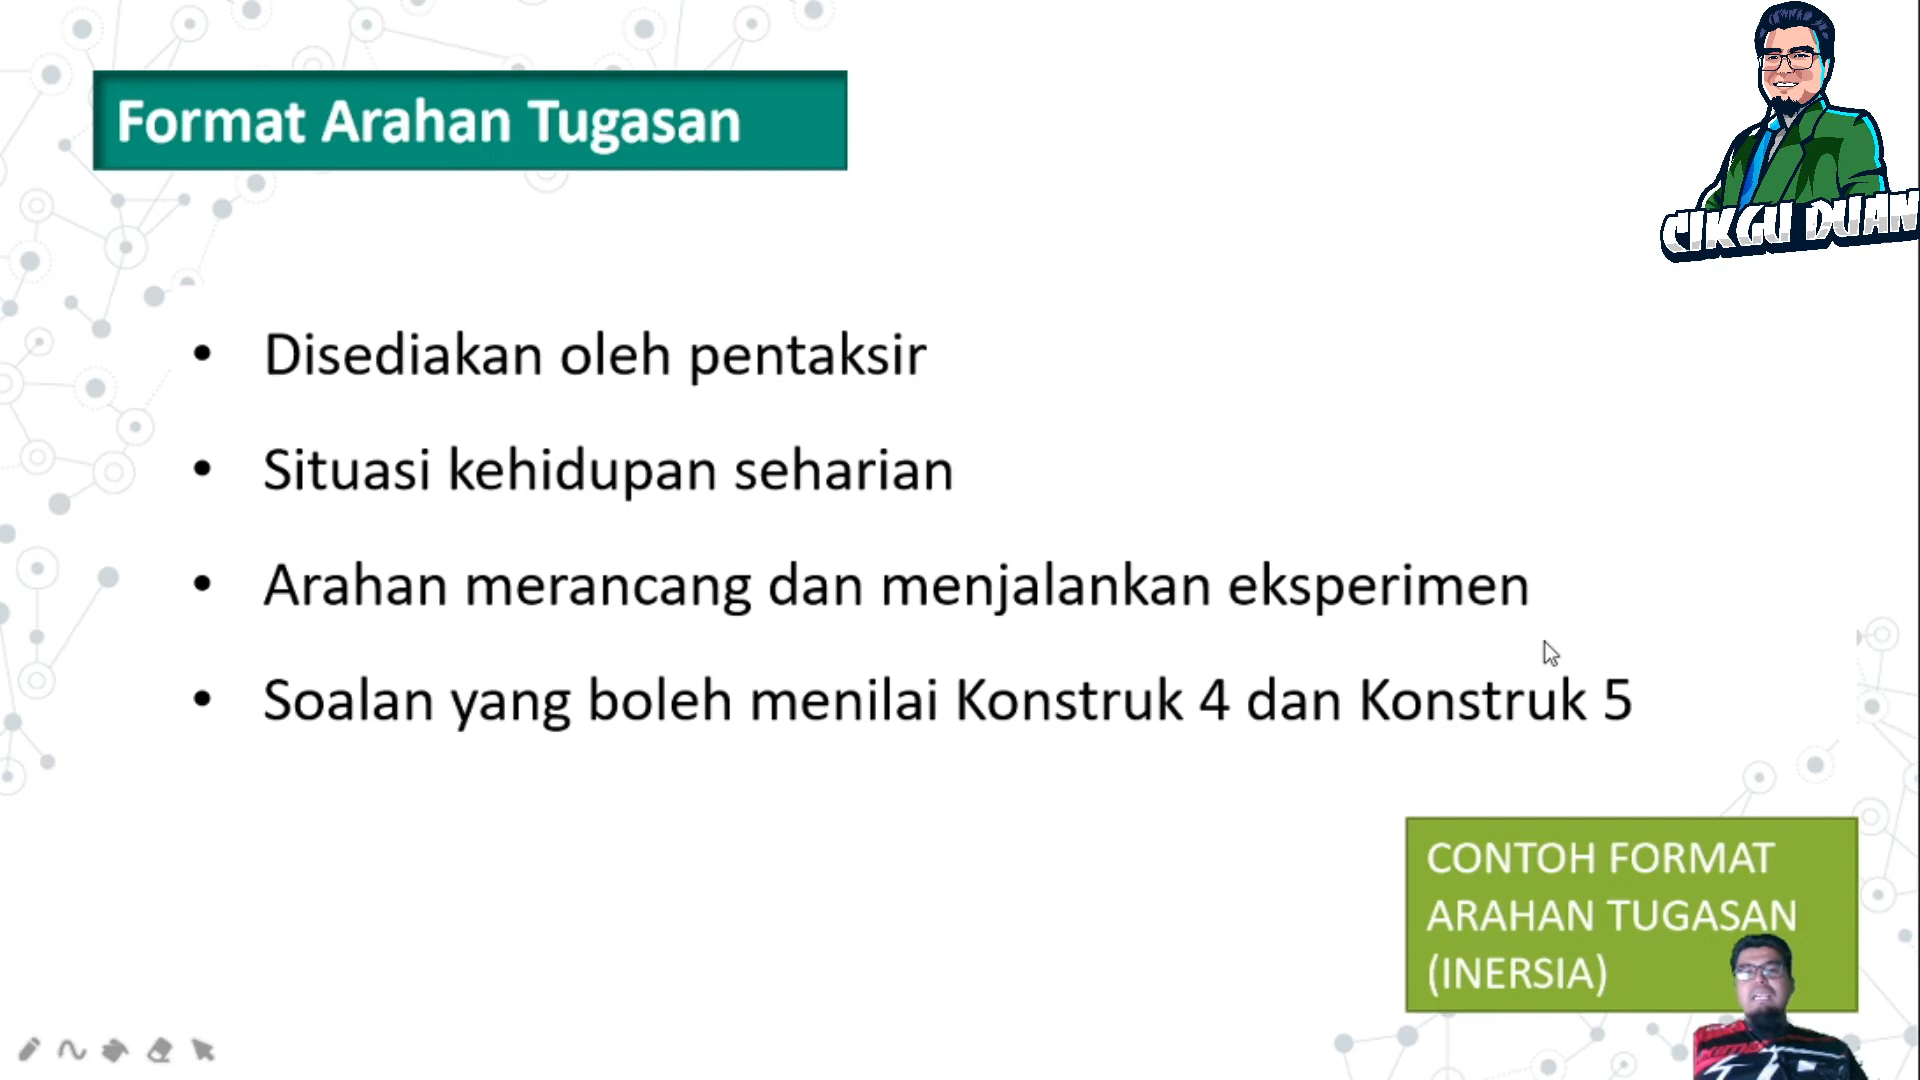 Format Arahan Tugasan
CIKGU DUAN
• Disediakan oleh pentaksir
• Situasi kehidupan seharian
• Arahan merancang dan menjalankan eksperimen
• Soalan yang boleh menilai Konstruk 4 dan Konstruk 5
CONTOH FORMAT
ARAHAN TUGASAN
(INERSIA)